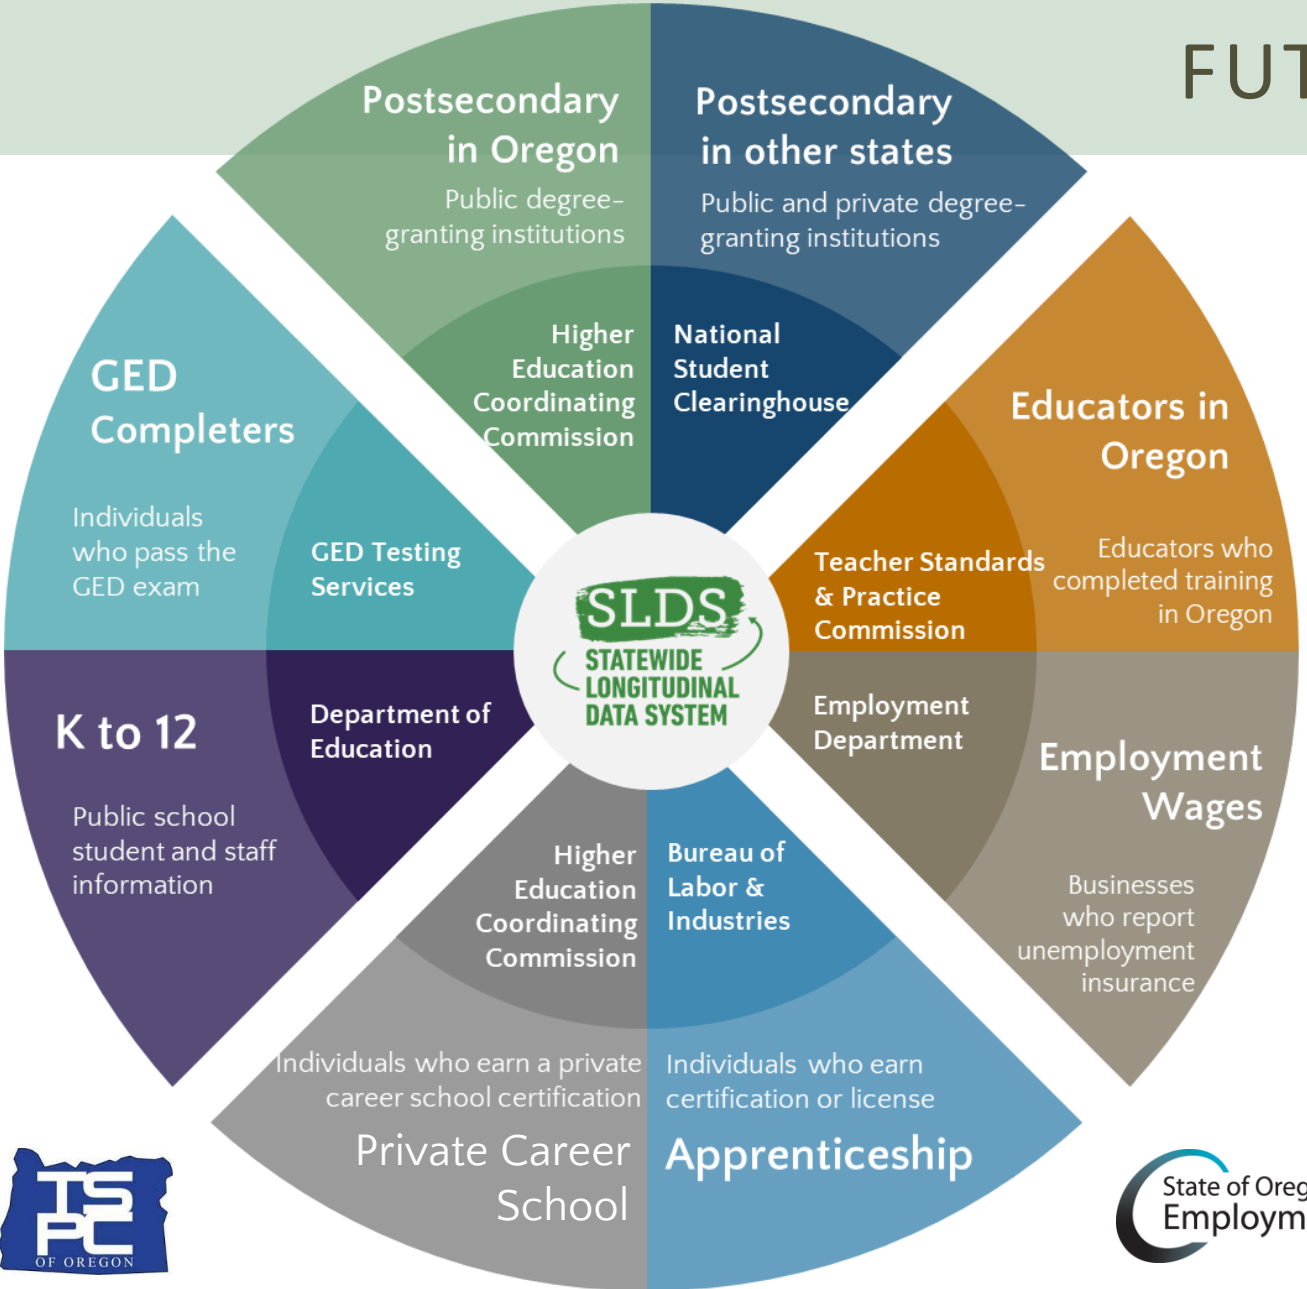 FUT
Postsecondary
in Oregon
Public degree-
granting institutions
Higher
Education
Coordinating
Commission
Postsecondary
in other states
Public and private degree-
granting institutions
National
Student
Clearinghouse
GED
Completers
Individuals
who pass the
GED exam
GED Testing
Services
Educators in
Oregon
Educators who
completed training
in Oregon
Teacher Standards
& Practice
Commission
SLDS
STATEWIDE
LONGITUDINAL
DATA SYSTEM
K to 12
Public school
student and staff
information
Department of
Education
Employment
Department
Employment
Wages
Businesses
who report
unemployment
insurance
Higher
Education
Coordinating
Commission
Individuals who earn a private
career school certification
Private Career
School
Bureau of
Labor &
Industries
Individuals who earn
certification or license
Apprenticeship
TS
PC
OF OREGON
State of Oreg
Employm